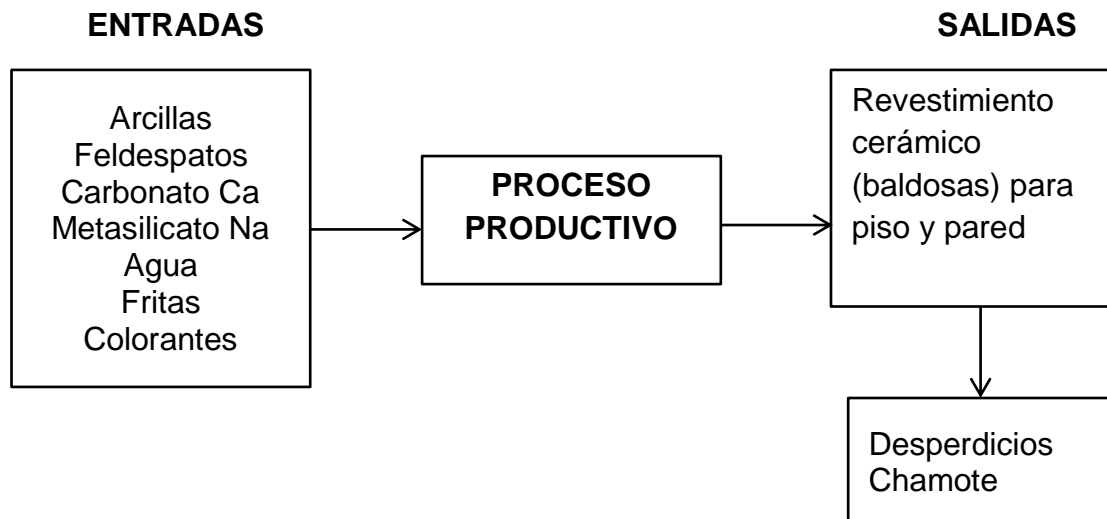 ENTRADAS
Arcillas
Feldespatos
Carbonato Ca
Metasilicato Na
Agua
Fritas
Colorantes
PROCESO
PRODUCTIVO
SALIDAS
Revestimiento
cerámico
(baldosas) para
piso y pared
Desperdicios
Chamote